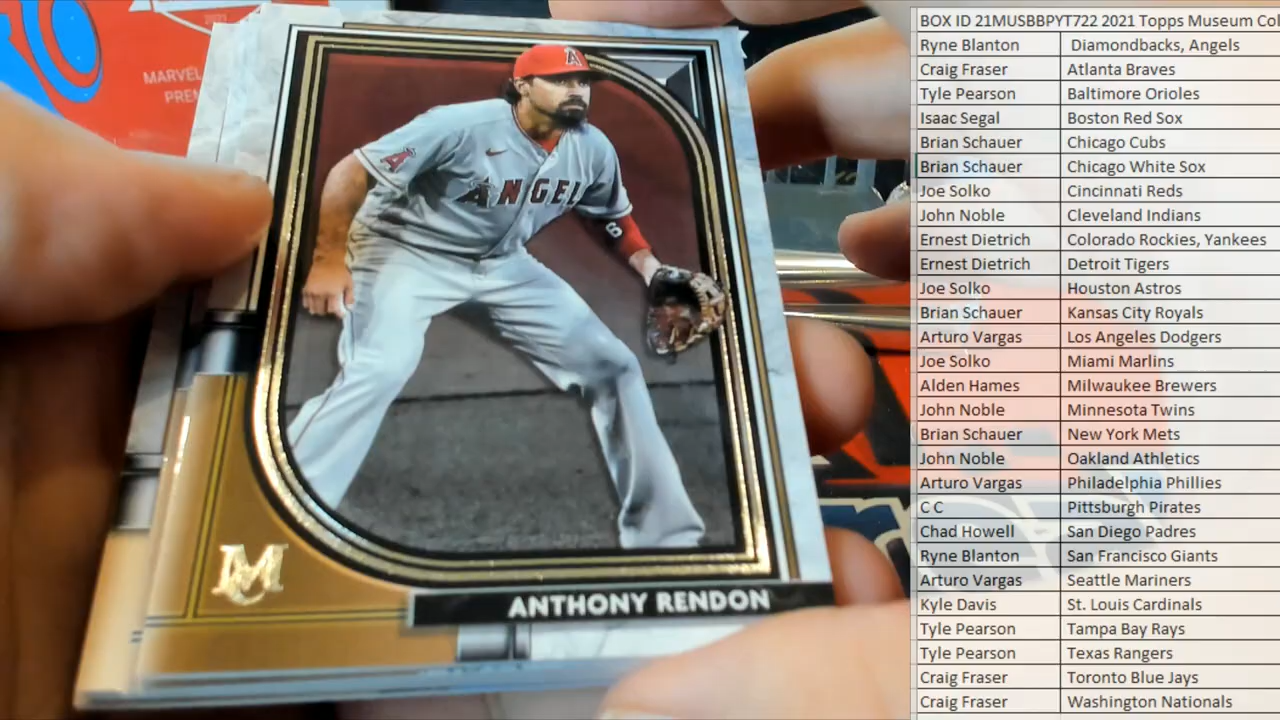 MARVEL
A
ANGEL
6
M
ANTHONY RENDON
BOX ID 21MUSBBPYT722 2021 Topps Museum Co
Ryne Blanton Diamondbacks, Angels
Craig Fraser Atlanta Braves
Tyle Pearson Baltimore Orioles
Isaac Segal Boston Red Sox
Brian Schauer Chicago Cubs
Brian Schauer Chicago White Sox
Joe Solko Cincinnati Reds
John Noble Cleveland Indians
Ernest Dietrich Colorado Rockies, Yankees
Ernest Dietrich Detroit Tigers
Joe Solko Houston Astros
Brian Schauer Kansas City Royals
Arturo Vargas Los Angeles Dodgers
Joe Solko Miami Marlins
Alden Hames Milwaukee Brewers
John Noble Minnesota Twins
Brian Schauer New York Mets
John Noble Oakland Athletics
Arturo Vargas Philadelphia Phillies
C C Pittsburgh Pirates
Chad Howell San Diego Padres
Ryne Blanton San Francisco Giants
Arturo Vargas Seattle Mariners
Kyle Davis St. Louis Cardinals
Tyle Pearson Tampa Bay Rays
Tyle Pearson Texas Rangers
Craig Fraser Toronto Blue Jays
Craig Fraser Washington Nationals